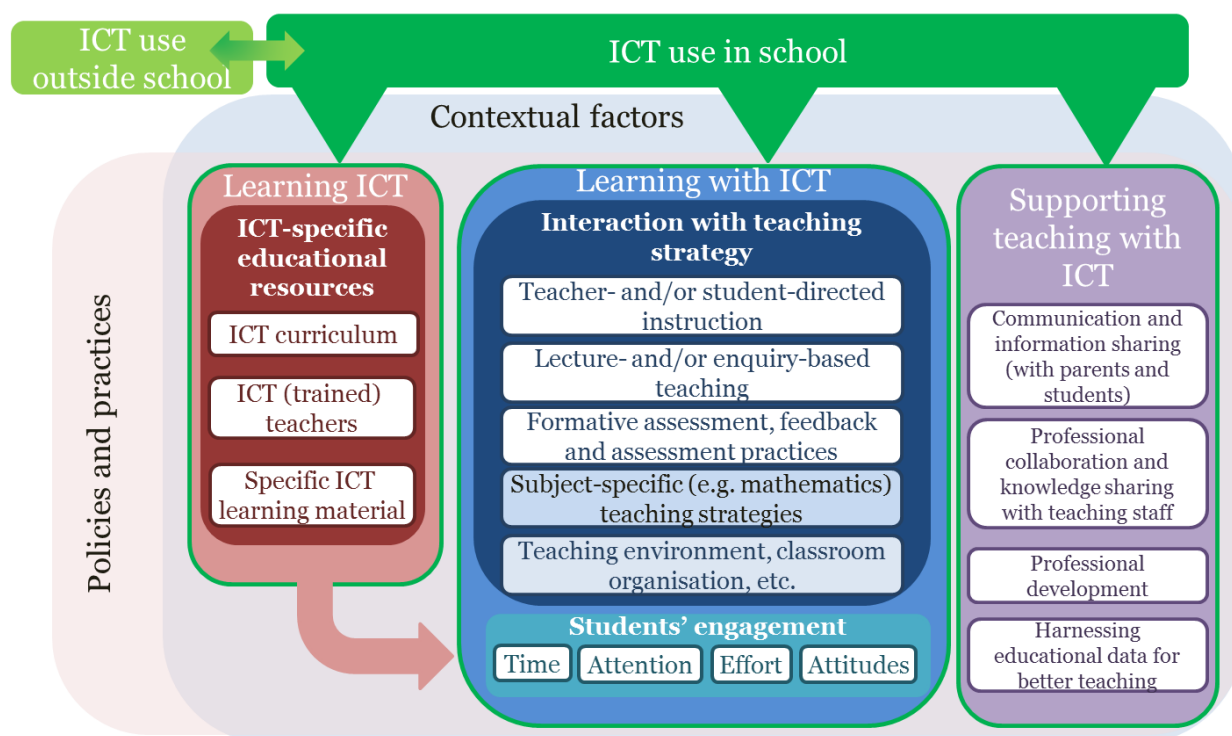 ICT use
outside school
ICT use in school
Contextual factors
Policies and practices
Learning ICT
ICT-specific
educational
resources
ICT curriculum
ICT (trained)
teachers
Specific ICT
learning material
Learning with ICT
Interaction with teaching
strategy
Teacher- and/or student-directed
instruction
Lecture- and/or enquiry-based
teaching
Formative assessment, feedback
and assessment practices
Subject-specific (e.g. mathematics)
teaching strategies
Teaching environment, classroom
organisation, etc.
Students’ engagement
Time
Attention
Effort
Attitudes
Supporting
teaching with
ICT
Communication and
information sharing
(with parents and
students)
Professional
collaboration and
knowledge sharing
with teaching staff
Professional
development
Harnessing
educational data for
better teaching